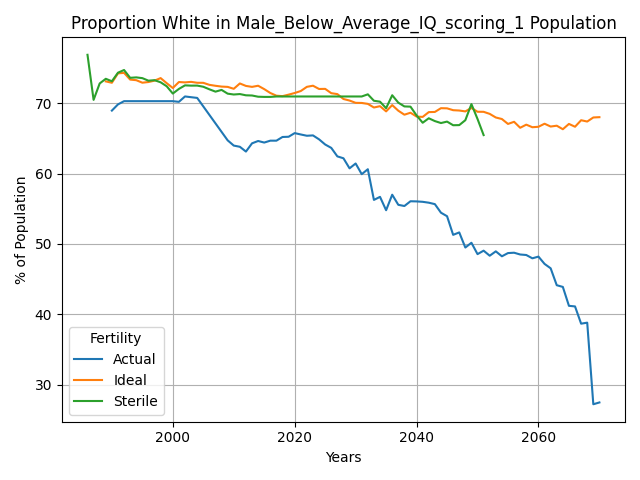 Proportion White in Male_Below_Average_IQ_scoring_1 Population
% of Population
70
60
50
40
30
Fertility
Actual
Ideal
Sterile
2000
2020
2040
2060
Years